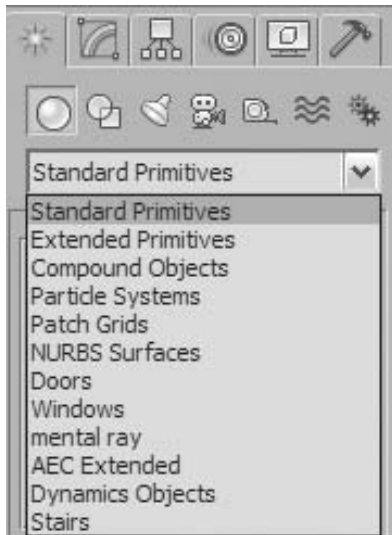 Standard Primitives
Standard Primitives
Extended Primitives
Compound Objects
Particle Systems
Patch Grids
NURBS Surfaces
Doors
Windows
mental ray
AEC Extended
Dynamics Objects
Stairs